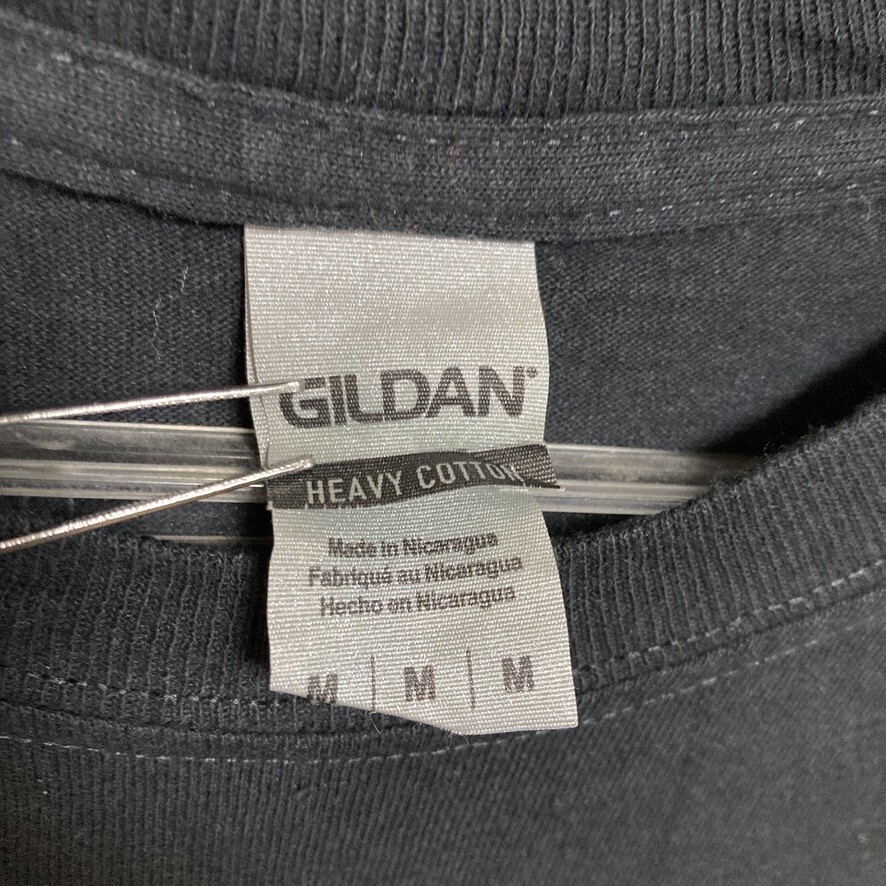 GILDAN
HEAVY COTTON
Made in Nicaragua
Fabriqué au Nicaragua
Hecho en Nicaragua
M | M | M